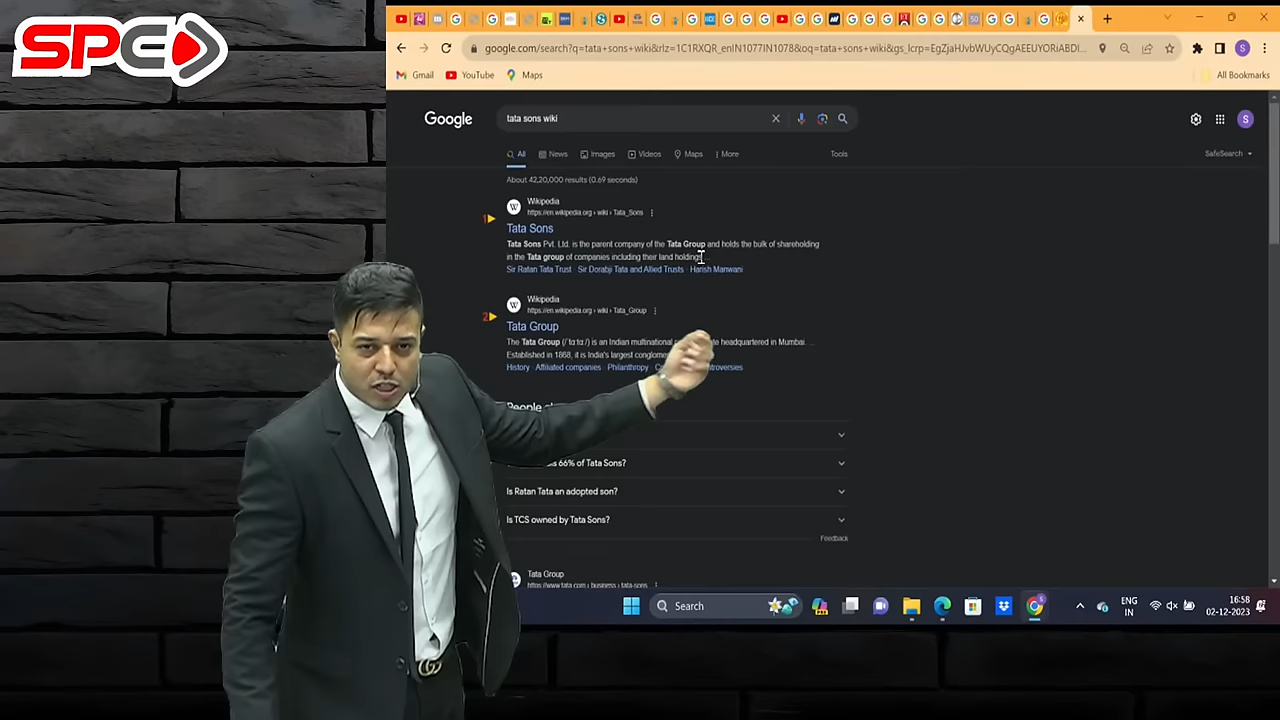 SPC
google.com/search?q=tata+sons+wiki&rlz=1C1RXQR_enIN1077IN1078&oq=tata+sons+wiki&gs_lcrp=EgZjaHJvbWUyCQgAEEUYORiABDI...
Gmail YouTube Maps All Bookmarks
Google tata sons wiki S
All News Images Videos Maps More Tools SafeSearch
About 42,20,000 results (0.69 seconds)
Wikipedia
https://en.wikipedia.org › wiki › Tata_Sons
1
Tata Sons
Tata Sons Pvt. Ltd. is the parent company of the Tata Group and holds the bulk of shareholding
in the Tata group of companies including their land holdings
Sir Ratan Tata Trust · Sir Dorabji Tata and Allied Trusts · Harish Manwani
Wikipedia
https://en.wikipedia.org › wiki › Tata_Group
2
Tata Group
The Tata Group (/ˈtɑːtɑː/) is an Indian multinational headquartered in Mumbai. ...
Established in 1868, it is India's largest
History · Affiliated companies · Philanthropy
People
66% of Tata Sons?
Is Ratan Tata an adopted son?
Is TCS owned by Tata Sons?
Feedback
Tata Group
https://www.tata.com › business › tata-sons
Search ENG IN 16:58 02-12-2023